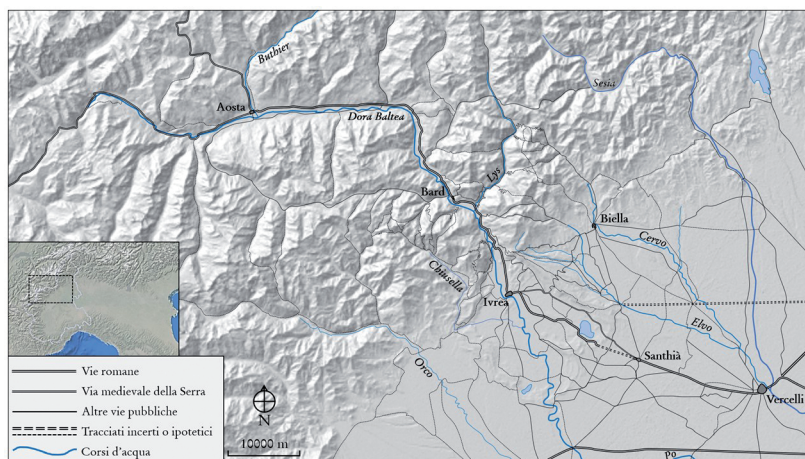 Buthier
Sesia
Aosta
Dora Baltea
Lys
Bard
Biella
Cervo
Chiusella
Ivrea
Elvo
Santhià
Orco
Vercelli
Po
N
10000 m
Vie romane
Via medievale della Serra
Altre vie pubbliche
Tracciati incerti o ipotetici
Corsi d'acqua